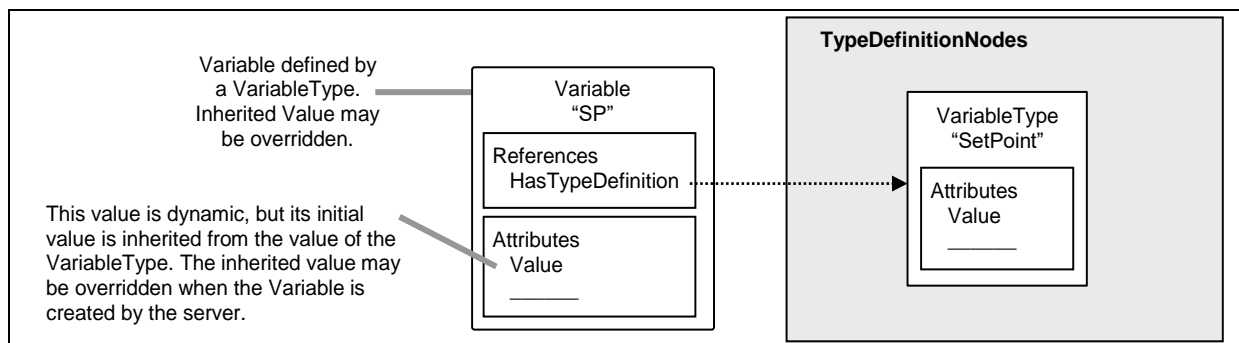 Variable defined by
a VariableType.
Inherited Value may
be overridden.
This value is dynamic, but its initial
value is inherited from the value of the
VariableType. The inherited value may
be overridden when the Variable is
created by the server.
Variable
“SP”
References
HasTypeDefinition
Attributes
Value
______
TypeDefinitionNodes
VariableType
“SetPoint”
Attributes
Value
______